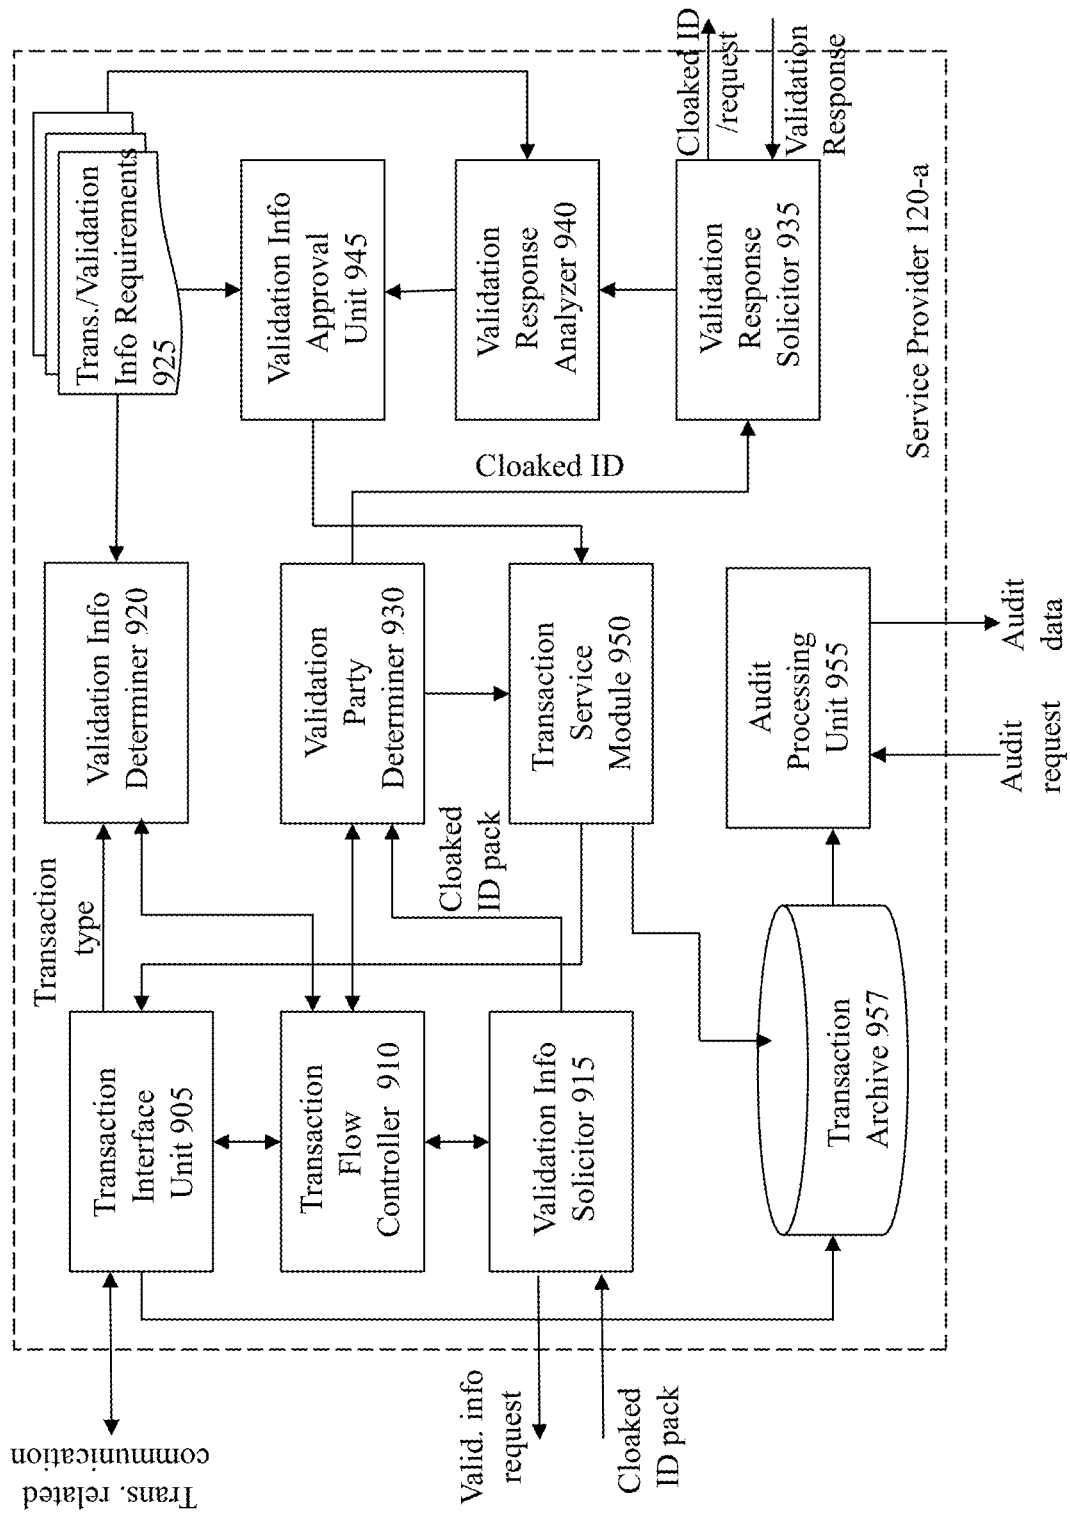 Trans. related
communication
Transaction
Interface
Unit 905
Transaction
type
Validation Info
Determiner 920
Trans./Validation
Info Requirements
925
Transaction
Flow
Controller 910
Validation
Party
Determiner 930
Validation Info
Approval
Unit 945
Valid. info
request
Cloaked
ID pack
Validation Info
Solicitor 915
Cloaked
ID pack
Transaction
Service
Module 950
Cloaked ID
Validation
Response
Analyzer 940
Validation
Response
Solicitor 935
Cloaked ID
/request
Validation
Response
Transaction
Archive 957
Audit
Processing
Unit 955
Service Provider 120-a
Audit
request
Audit
data